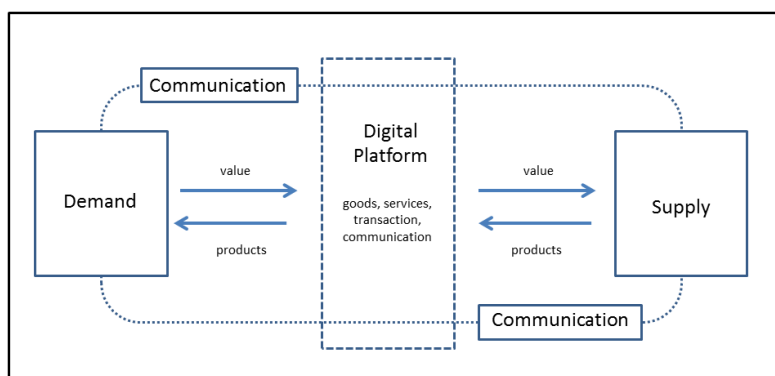 Communication
Digital
Platform
value
value
Demand
goods, services,
transaction,
communication
Supply
products
products
Communication